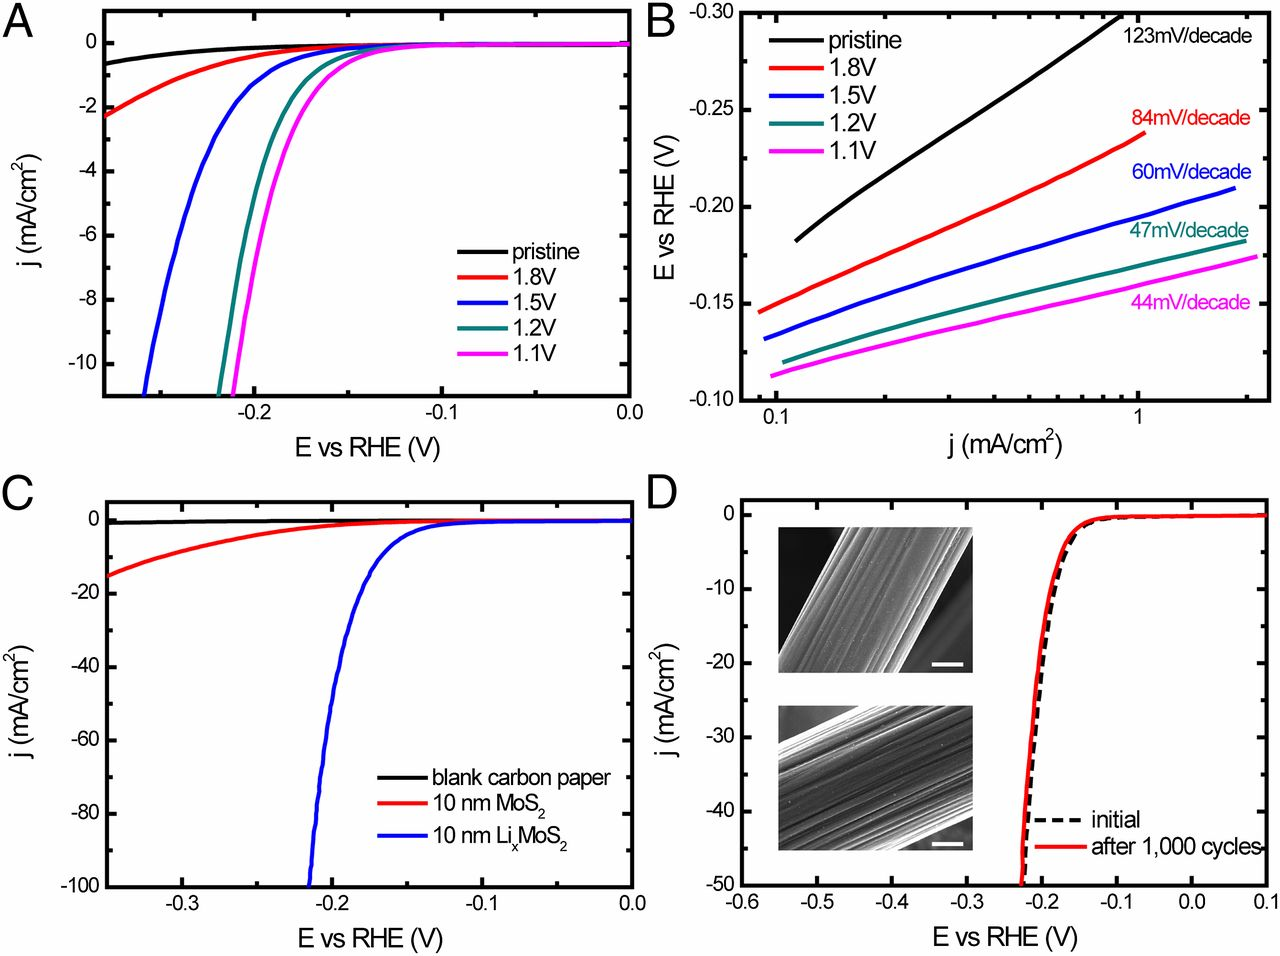 A
0
-2
-4
-6
-8
-10
j (mA/cm²)
pristine
1.8V
1.5V
1.2V
1.1V
-0.2
-0.1
0.0
E vs RHE (V)
B
-0.30
-0.25
-0.20
-0.15
-0.10
E vs RHE (V)
pristine
1.8V
1.5V
1.2V
1.1V
123mV/decade
84mV/decade
60mV/decade
47mV/decade
44mV/decade
0.1
1
j (mA/cm²)
C
0
-20
-40
-60
-80
-100
j (mA/cm²)
blank carbon paper
10 nm MoS₂
10 nm LiₓMoS₂
-0.3
-0.2
-0.1
0.0
E vs RHE (V)
D
0
-10
-20
-30
-40
-50
j (mA/cm²)
initial
after 1,000 cycles
-0.6
-0.5
-0.4
-0.3
-0.2
-0.1
0.0
0.1
E vs RHE (V)